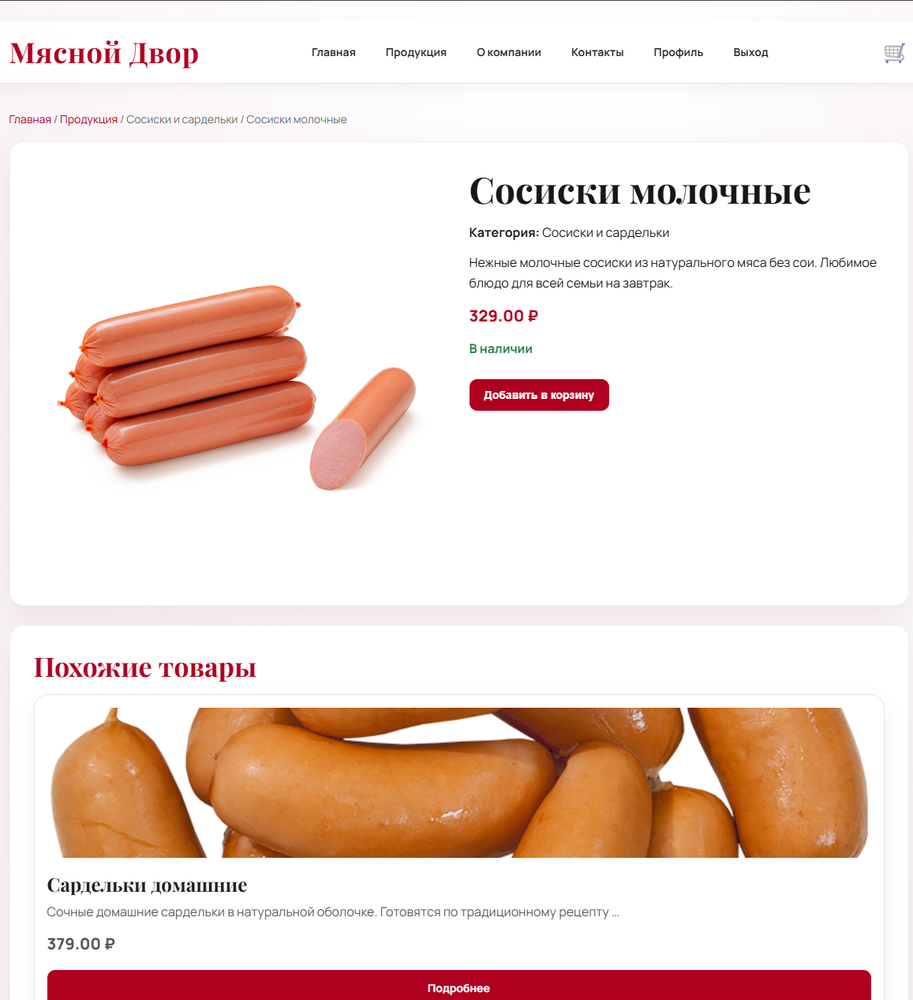 Мясной Двор
Главная Продукция О компании Контакты Профиль Выход
Главная / Продукция / Сосиски и сардельки / Сосиски молочные
Сосиски молочные
Категория: Сосиски и сардельки
Нежные молочные сосиски из натурального мяса без сои. Любимое
блюдо для всей семьи на завтрак.
329.00 ₽
В наличии
Добавить в корзину
Похожие товары
Сардельки домашние
Сочные домашние сардельки в натуральной оболочке. Готовятся по традиционному рецепту ...
379.00 ₽
Подробнее